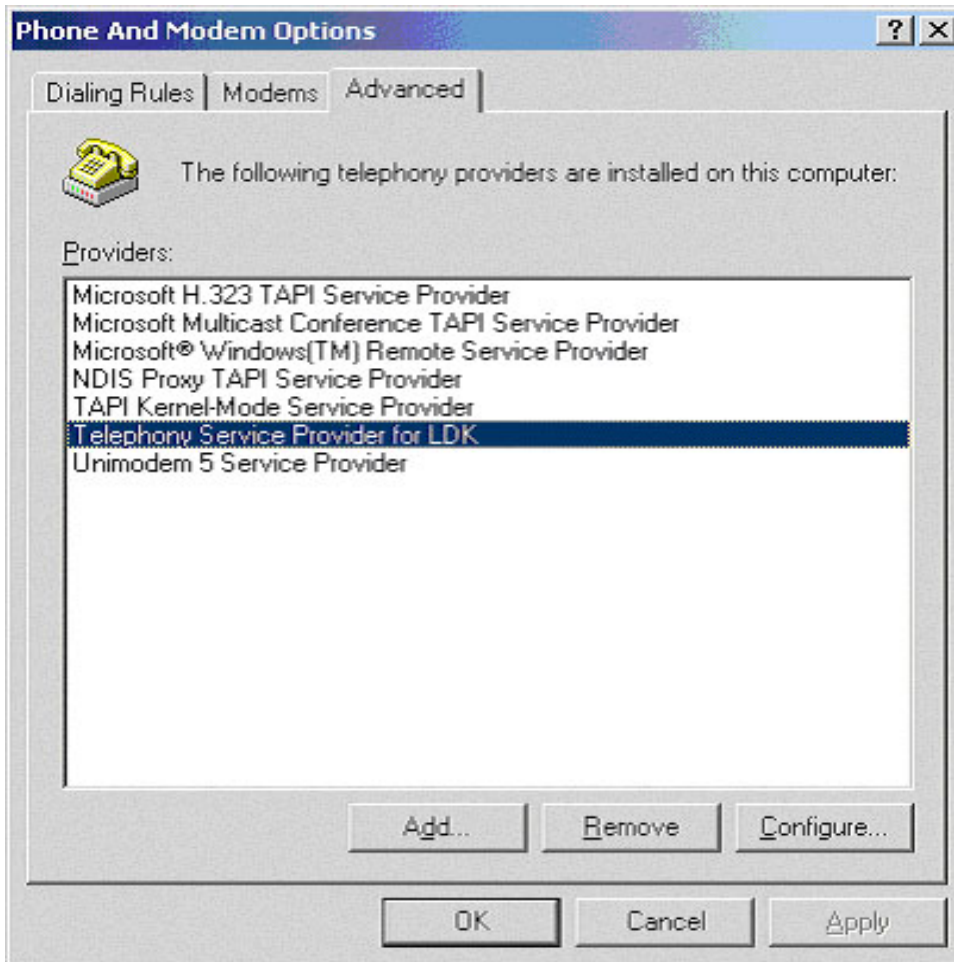 Phone And Modem Options
Dialing Rules Modems Advanced
The following telephony providers are installed on this computer:
Providers:
Microsoft H.323 TAPI Service Provider
Microsoft Multicast Conference TAPI Service Provider
Microsoft® Windows(TM) Remote Service Provider
NDIS Proxy TAPI Service Provider
TAPI Kernel-Mode Service Provider
Telephony Service Provider for LDK
Unimodem 5 Service Provider
Add... Remove Configure...
OK Cancel Apply